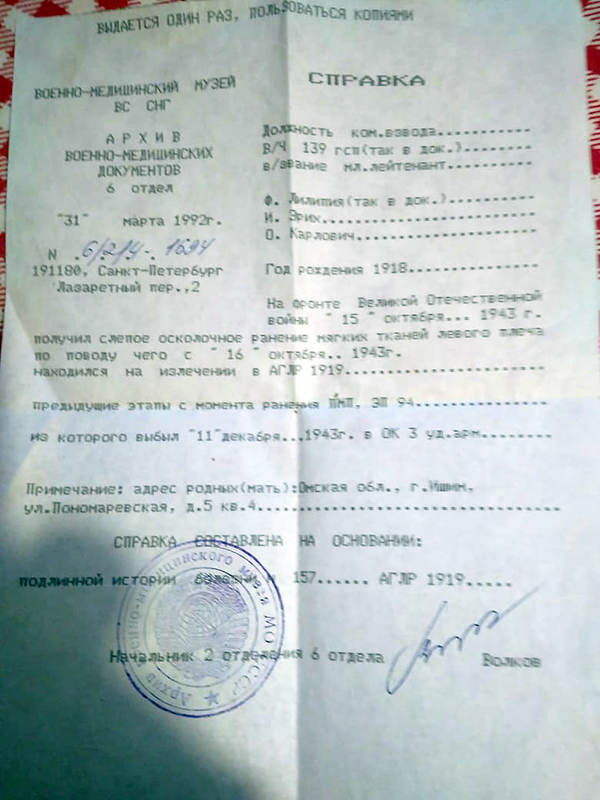 ВЫДАЕТСЯ ОДИН РАЗ, ПОЛЬЗОВАТЬСЯ КОПИЯМИ
ВОЕННО-МЕДИЦИНСКИЙ МУЗЕЙ
ВС СНГ
АРХИВ
ВОЕННО-МЕДИЦИНСКИХ
ДОКУМЕНТОВ
6 отдел
"31" марта 1992г.
N .6/2/4-.1694
191180, Санкт-Петербург
Лазаретный пер.,2
СПРАВКА
Должность ком.взвода...........
В/Ч 139 гсп(так в док.)........
в/звание мл.лейтенант..........
Ф. Лилипия(так в док.).........
И. Эрих........................
О. Карлович....................
Год рождения 1918..............
На фронте Великой Отечественной
войны " 15 " октября... 1943 г.
получил слепое осколочное ранение мягких тканей левого плеча
по поводу чего с " 16 " октября.. 1943г.
находился на излечении в АГЛР 1919.......................
предыдущие этапы с момента ранения ПМП, ЭП 94...............
из которого выбыл "11"декабря...1943г. в ОК 3 уд.арм........
Примечание: адрес родных(мать):Омская обл., г.Ишим,
ул.Пономаревская, д.5 кв.4..................................
СПРАВКА СОСТАВЛЕНА НА ОСНОВАНИИ:
подлинной истории болезни N 157...... АГЛР 1919.....
Начальник 2 отделения 6 отдела Волков
Архив Военно-медицинского музея МО СССР